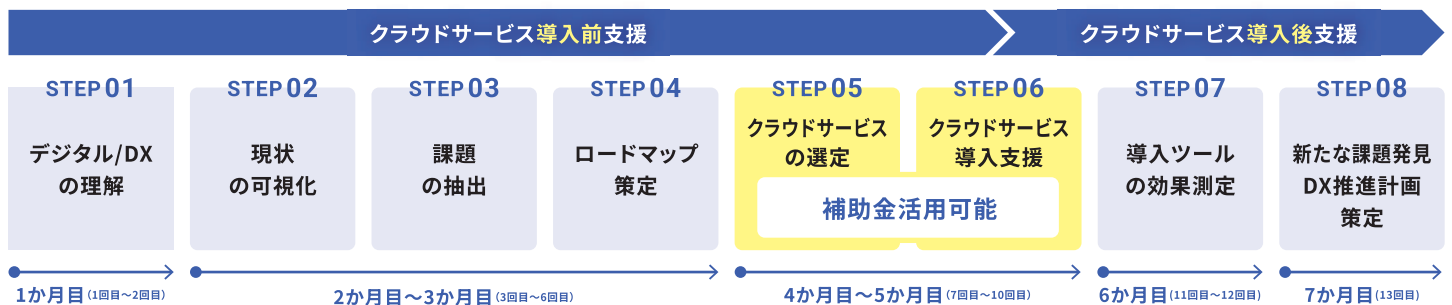 クラウドサービス導入前支援
クラウドサービス導入後支援
STEP 01
デジタル/DX
の理解
STEP 02
現状
の可視化
STEP 03
課題
の抽出
STEP 04
ロードマップ
策定
STEP 05
クラウドサービス
の選定
STEP 06
クラウドサービス
導入支援
補助金活用可能
STEP 07
導入ツール
の効果測定
STEP 08
新たな課題発見
DX推進計画
策定
1か月目(1回目～2回目)
2か月目～3か月目(3回目～6回目)
4か月目～5か月目(7回目～10回目)
6か月目(11回目～12回目)
7か月目(13回目)